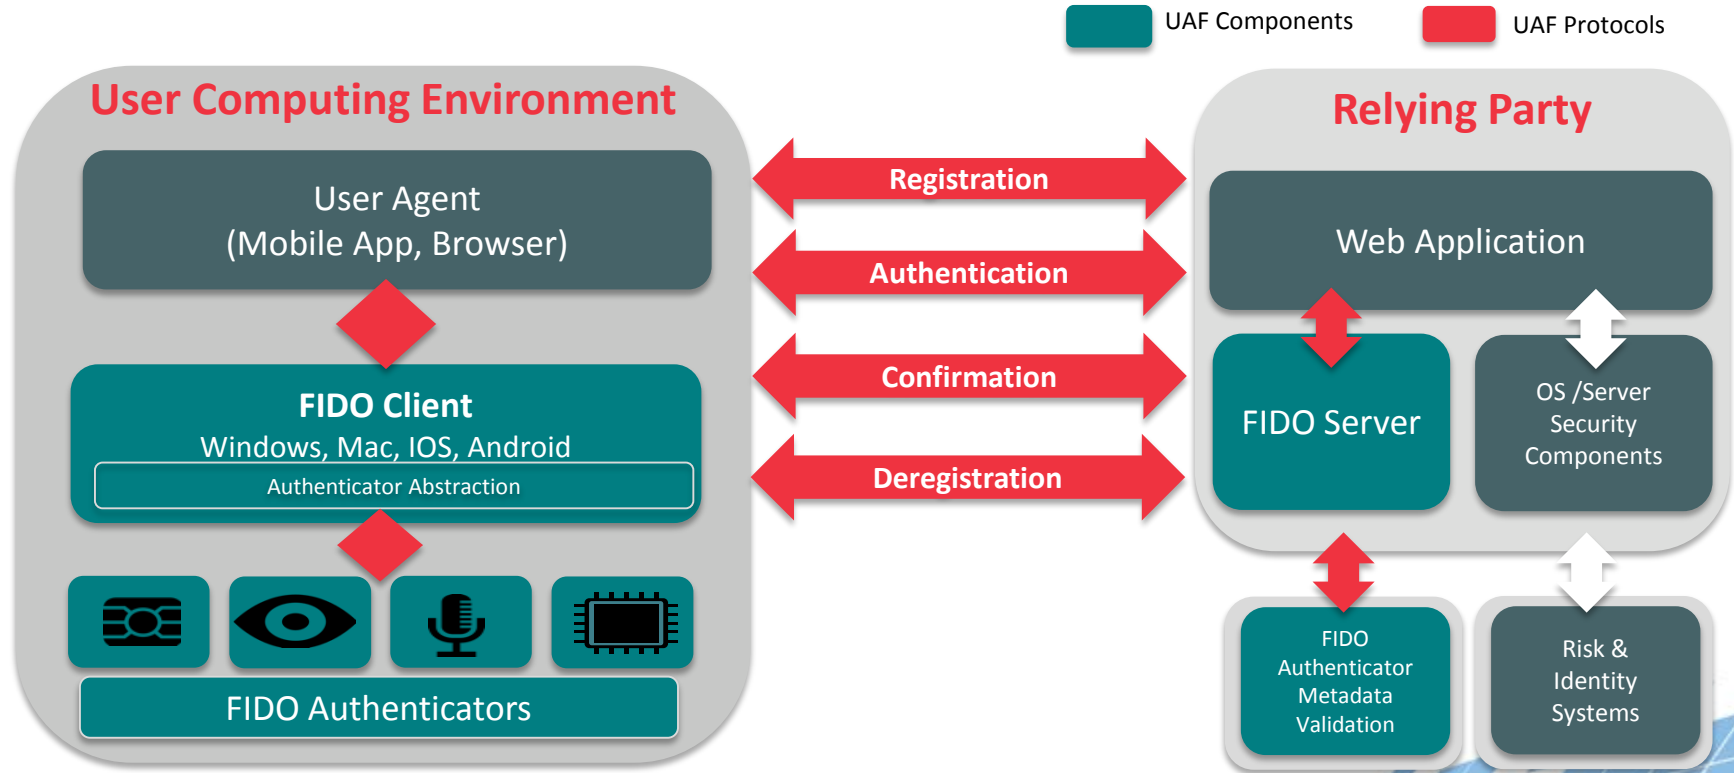 UAF Components
UAF Protocols
User Computing Environment
User Agent
(Mobile App, Browser)
FIDO Client
Windows, Mac, IOS, Android
Authenticator Abstraction
FIDO Authenticators
Registration
Authentication
Confirmation
Deregistration
Relying Party
Web Application
FIDO Server
OS /Server
Security
Components
FIDO
Authenticator
Metadata
Validation
Risk &
Identity
Systems